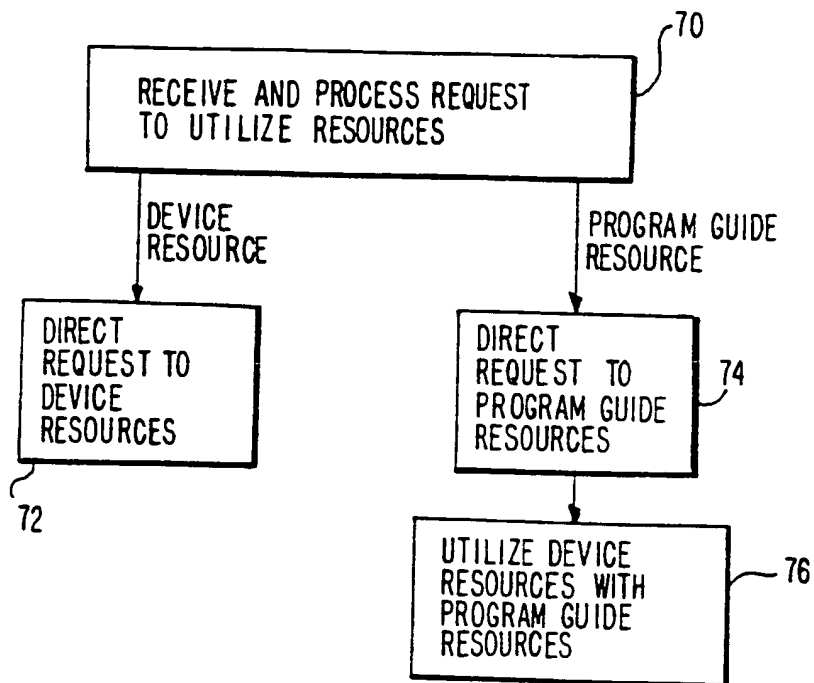 70
RECEIVE AND PROCESS REQUEST
TO UTILIZE RESOURCES
DEVICE
RESOURCE
PROGRAM GUIDE
RESOURCE
DIRECT
REQUEST TO
DEVICE
RESOURCES
72
DIRECT
REQUEST TO
PROGRAM GUIDE
RESOURCES
74
UTILIZE DEVICE
RESOURCES WITH
PROGRAM GUIDE
RESOURCES
76